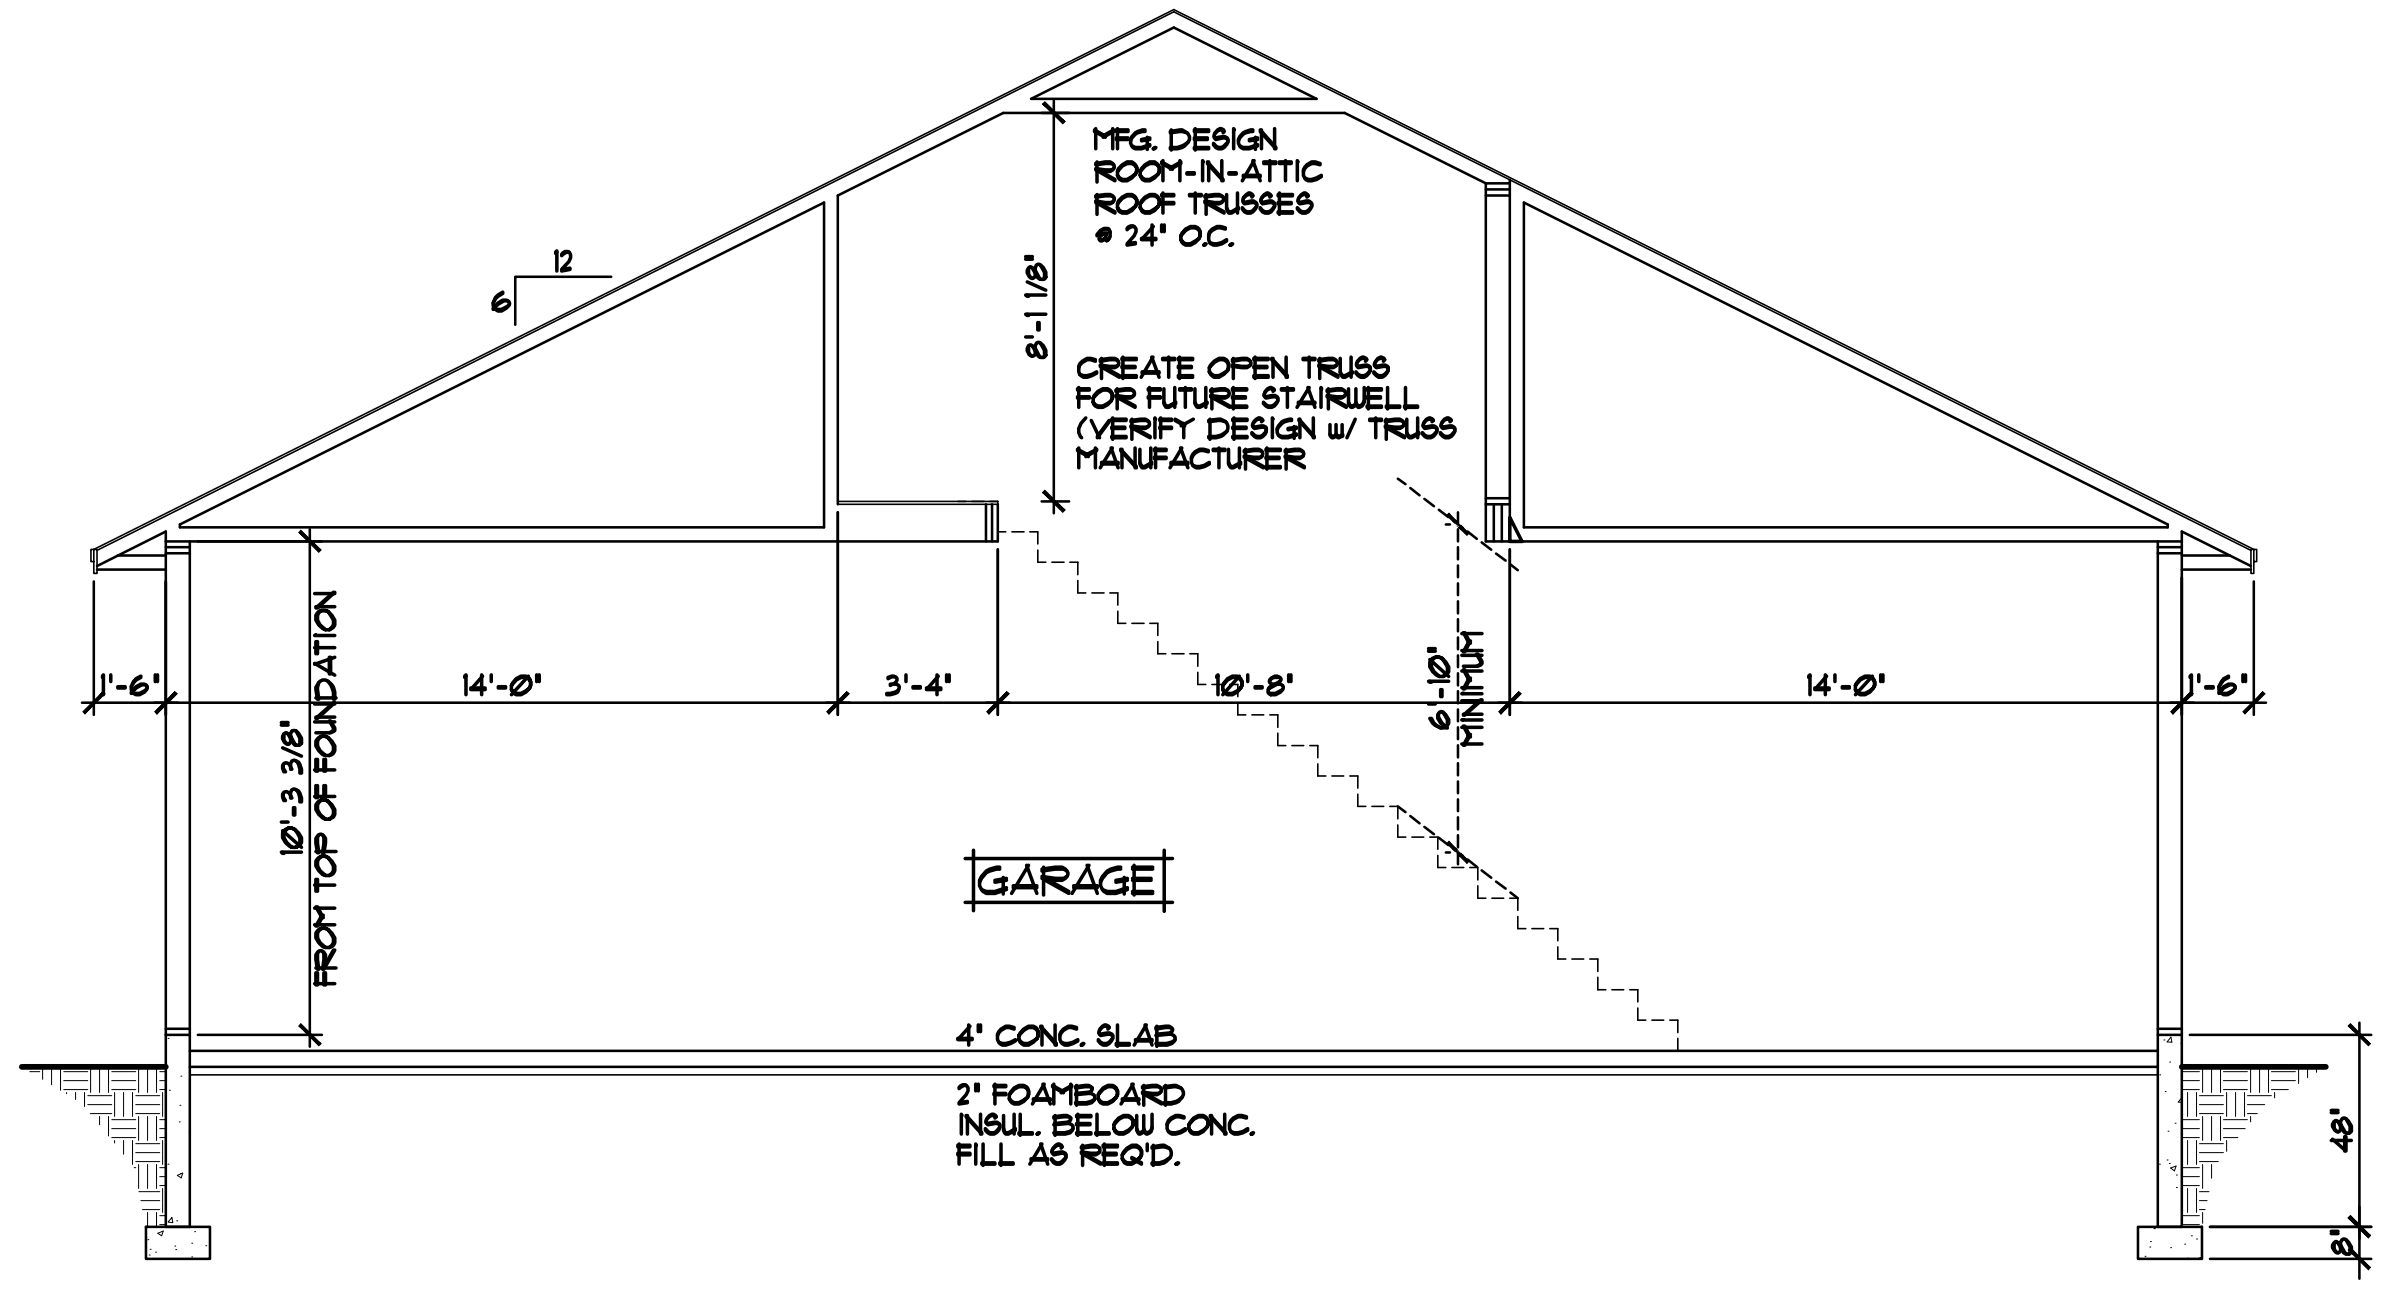 MFG. DESIGN
ROOM-IN-ATTIC
ROOF TRUSSES
@ 24" O.C.
12
6
8'-1 1/8"
CREATE OPEN TRUSS
FOR FUTURE STAIRWELL
(VERIFY DESIGN w/ TRUSS
MANUFACTURER
1'-6"
14'-0"
3'-4"
10'-8"
14'-0"
1'-6"
10'-3 3/8"
FROM TOP OF FOUNDATION
6'-10"
MINIMUM
GARAGE
4" CONC. SLAB
2" FOAMBOARD
INSUL. BELOW CONC.
FILL AS REQ'D.
48"
8"